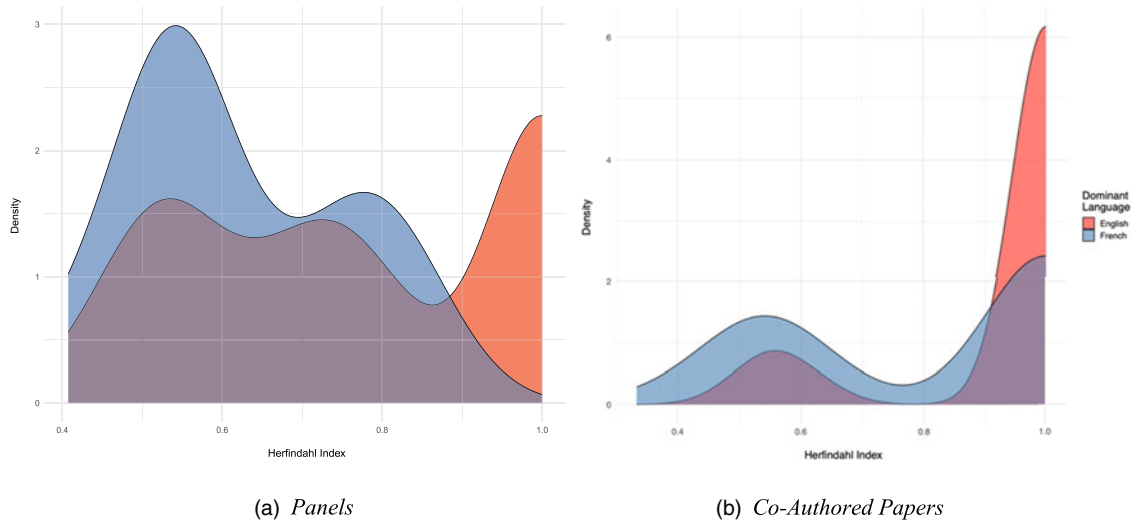 3
2
1
0
Density
0.4
0.6
0.8
1.0
Herfindahl Index
(a) Panels
6
4
2
0
Density
0.4
0.6
0.8
1.0
Herfindahl Index
(b) Co-Authored Papers
Dominant
Language
English
French